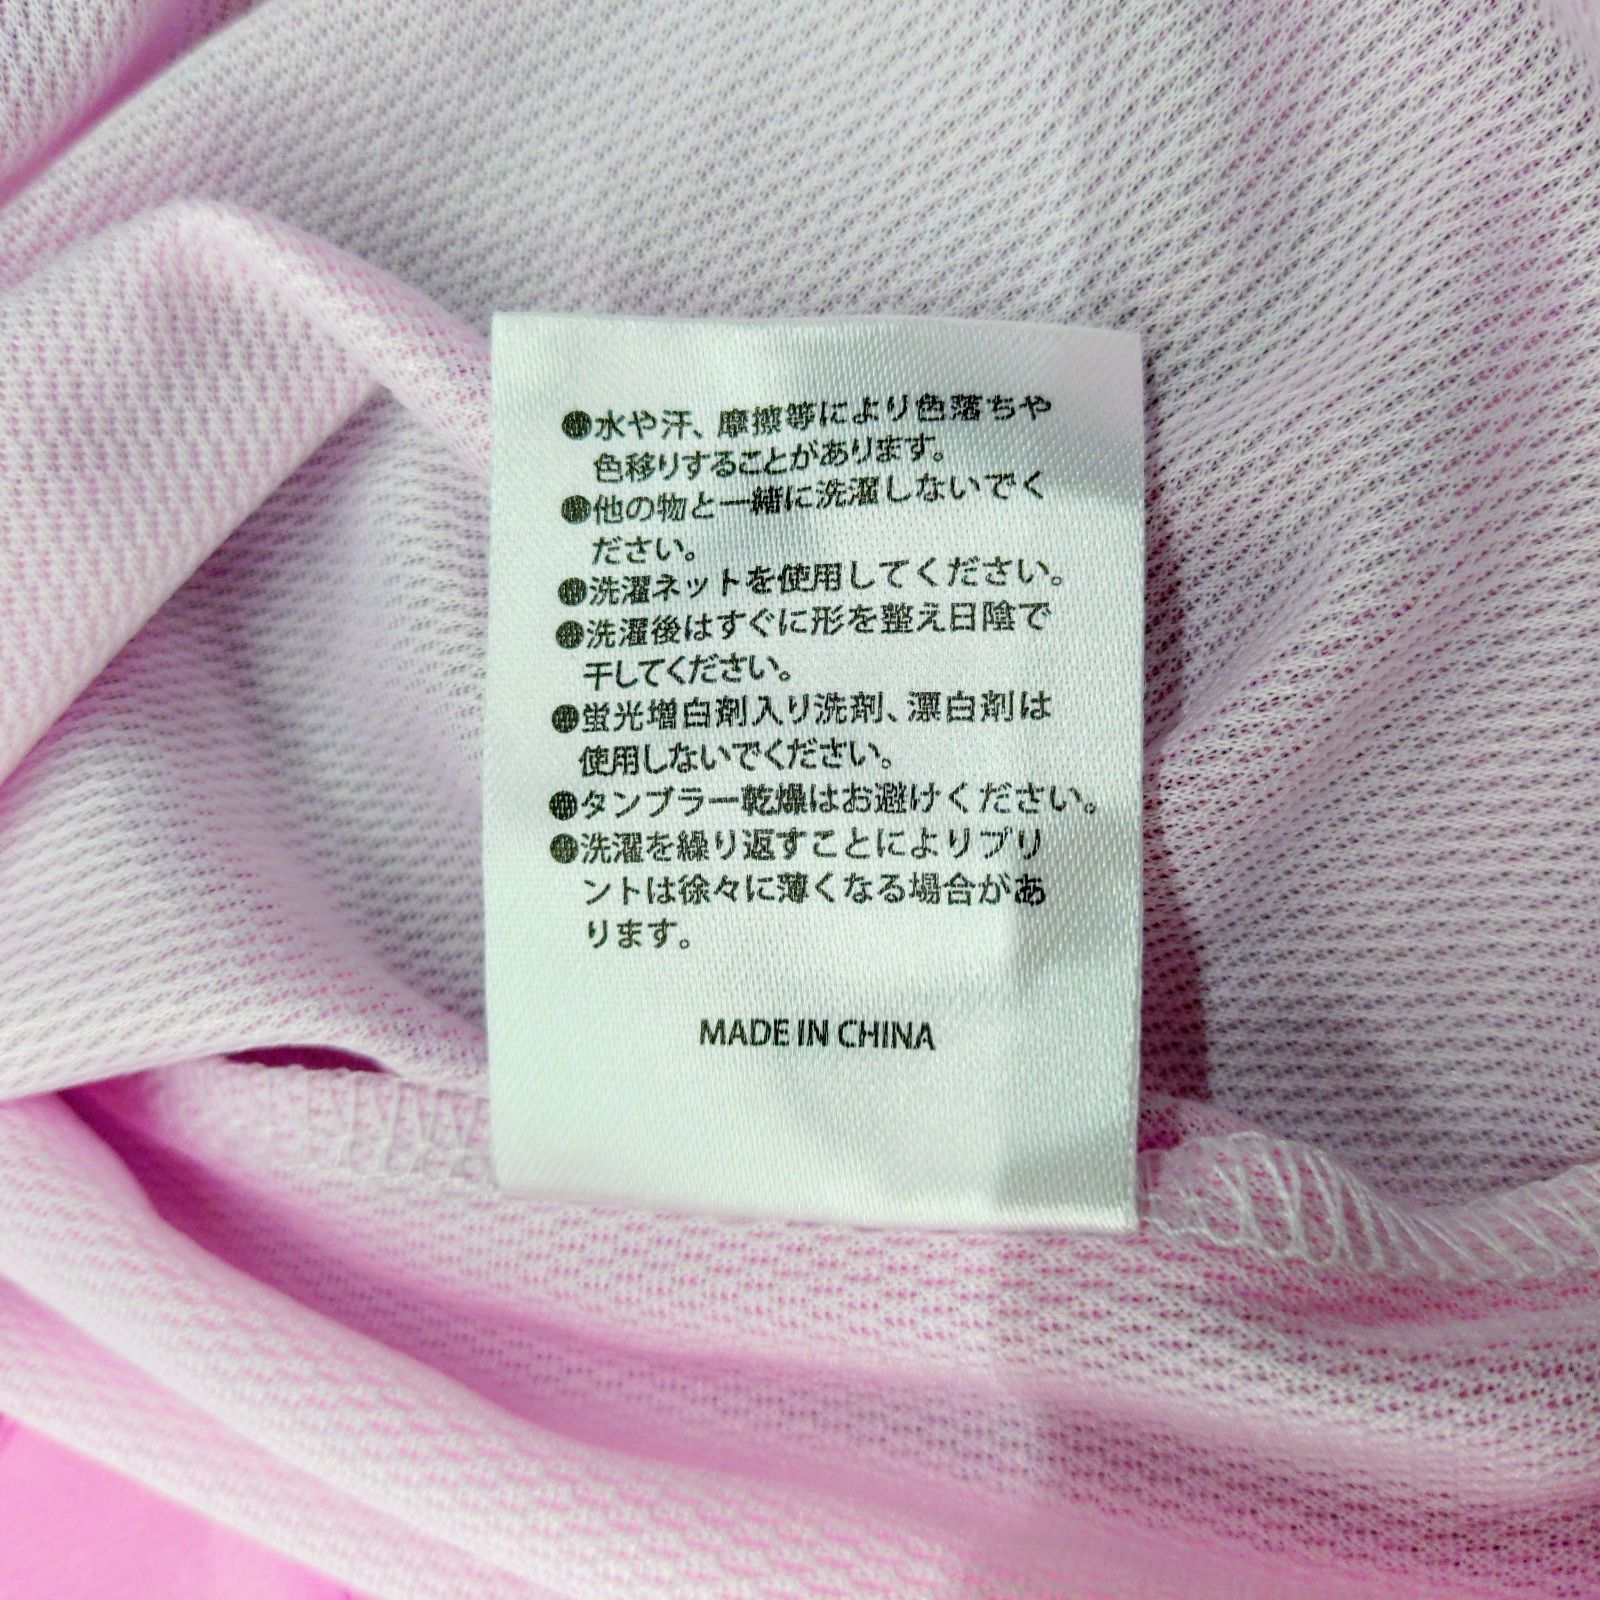 ●水や汗、摩擦等により色落ちや
色移りすることがあります。
●他の物と一緒に洗濯しないでく
ださい。
●洗濯ネットを使用してください。
●洗濯後はすぐに形を整え日陰で
干してください。
●蛍光増白剤入り洗剤、漂白剤は
使用しないでください。
●タンブラー乾燥はお避けください。
●洗濯を繰り返すことによりプリ
ントは徐々に薄くなる場合があ
ります。
MADE IN CHINA